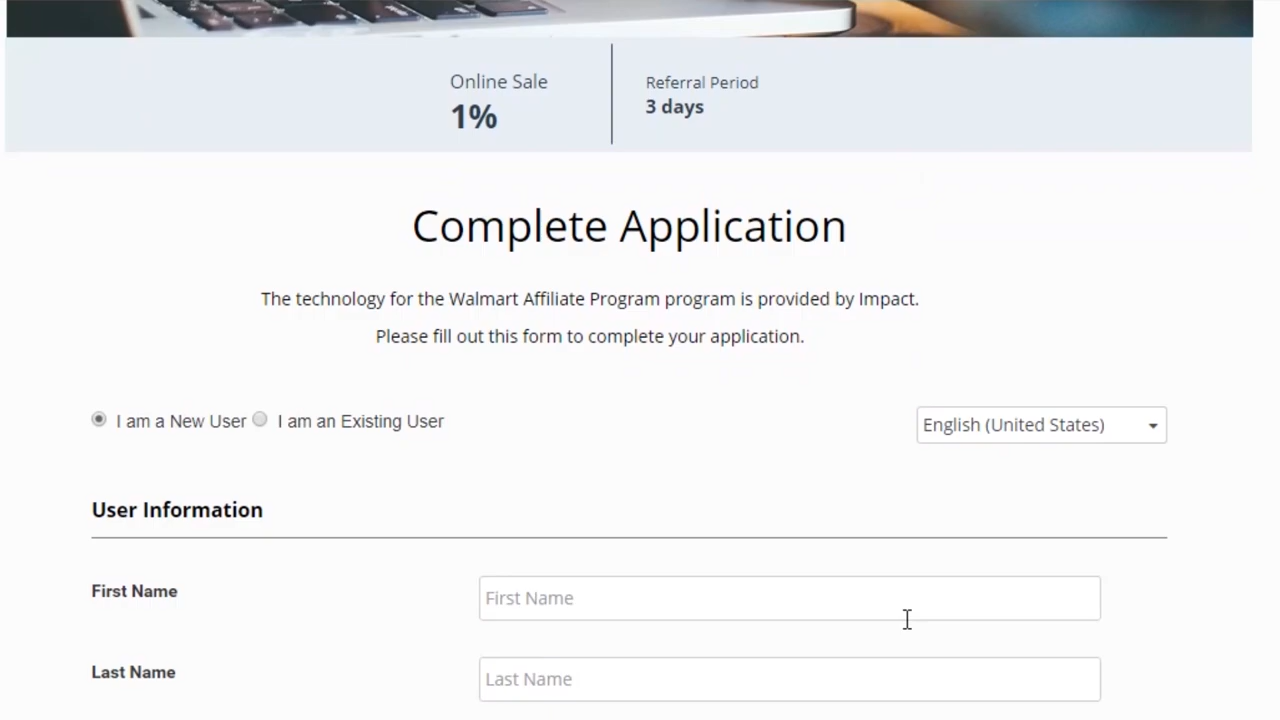 Online Sale
1%
Referral Period
3 days
Complete Application
The technology for the Walmart Affiliate Program program is provided by Impact.
Please fill out this form to complete your application.
I am a New User
I am an Existing User
English (United States)
User Information
First Name
First Name
Last Name
Last Name